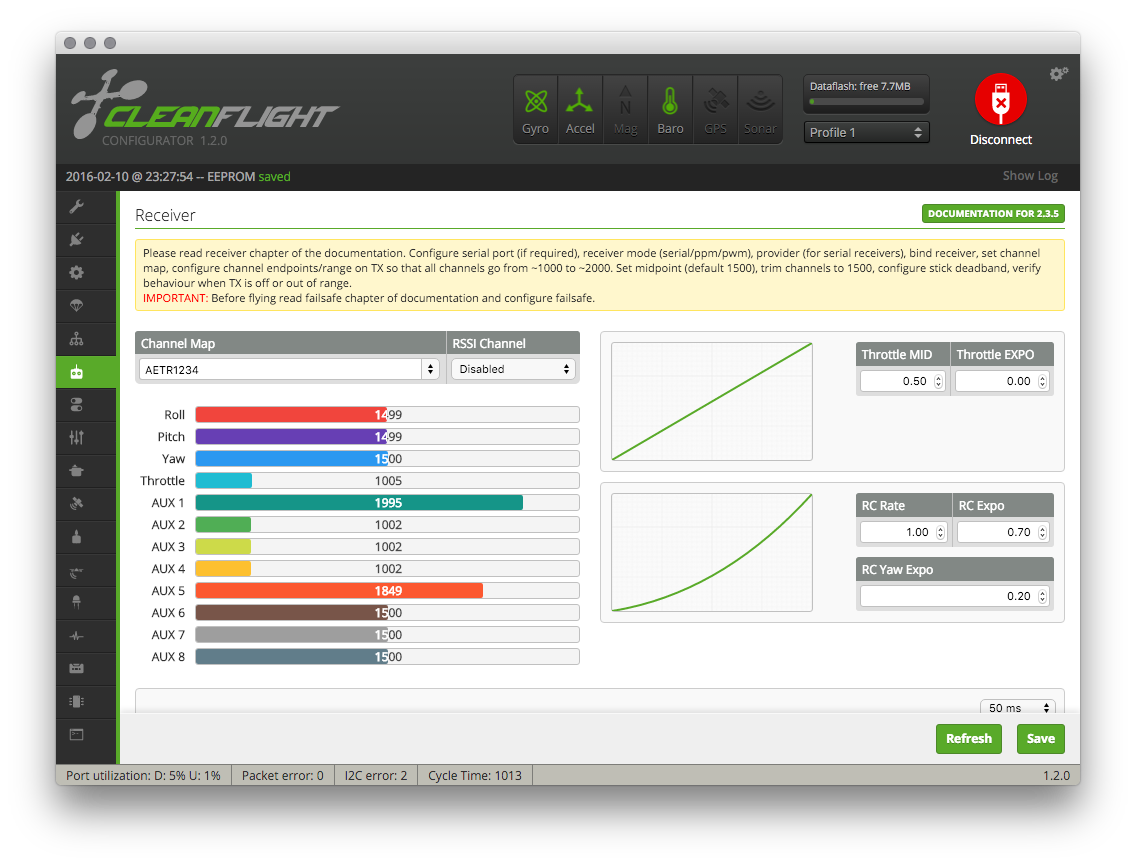 CLEANFLIGHT
CONFIGURATOR 1.2.0
Gyro
Accel
N
Mag
Baro
GPS
Sonar
Dataflash: free 7.7MB
Profile 1
Disconnect
2016-02-10 @ 23:27:54 -- EEPROM saved
Show Log
Receiver
DOCUMENTATION FOR 2.3.5
Please read receiver chapter of the documentation. Configure serial port (if required), receiver mode (serial/ppm/pwm), provider (for serial receivers), bind receiver, set channel
map, configure channel endpoints/range on TX so that all channels go from ~1000 to ~2000. Set midpoint (default 1500), trim channels to 1500, configure stick deadband, verify
behaviour when TX is off or out of range.
IMPORTANT: Before flying read failsafe chapter of documentation and configure failsafe.
Channel Map
RSSI Channel
AETR1234
Disabled
Roll 1499
Pitch 1499
Yaw 1500
Throttle 1005
AUX 1 1995
AUX 2 1002
AUX 3 1002
AUX 4 1002
AUX 5 1849
AUX 6 1500
AUX 7 1500
AUX 8 1500
Throttle MID
Throttle EXPO
0.50
0.00
RC Rate
RC Expo
1.00
0.70
RC Yaw Expo
0.20
50 ms
Refresh
Save
Port utilization: D: 5% U: 1%
Packet error: 0
I2C error: 2
Cycle Time: 1013
1.2.0